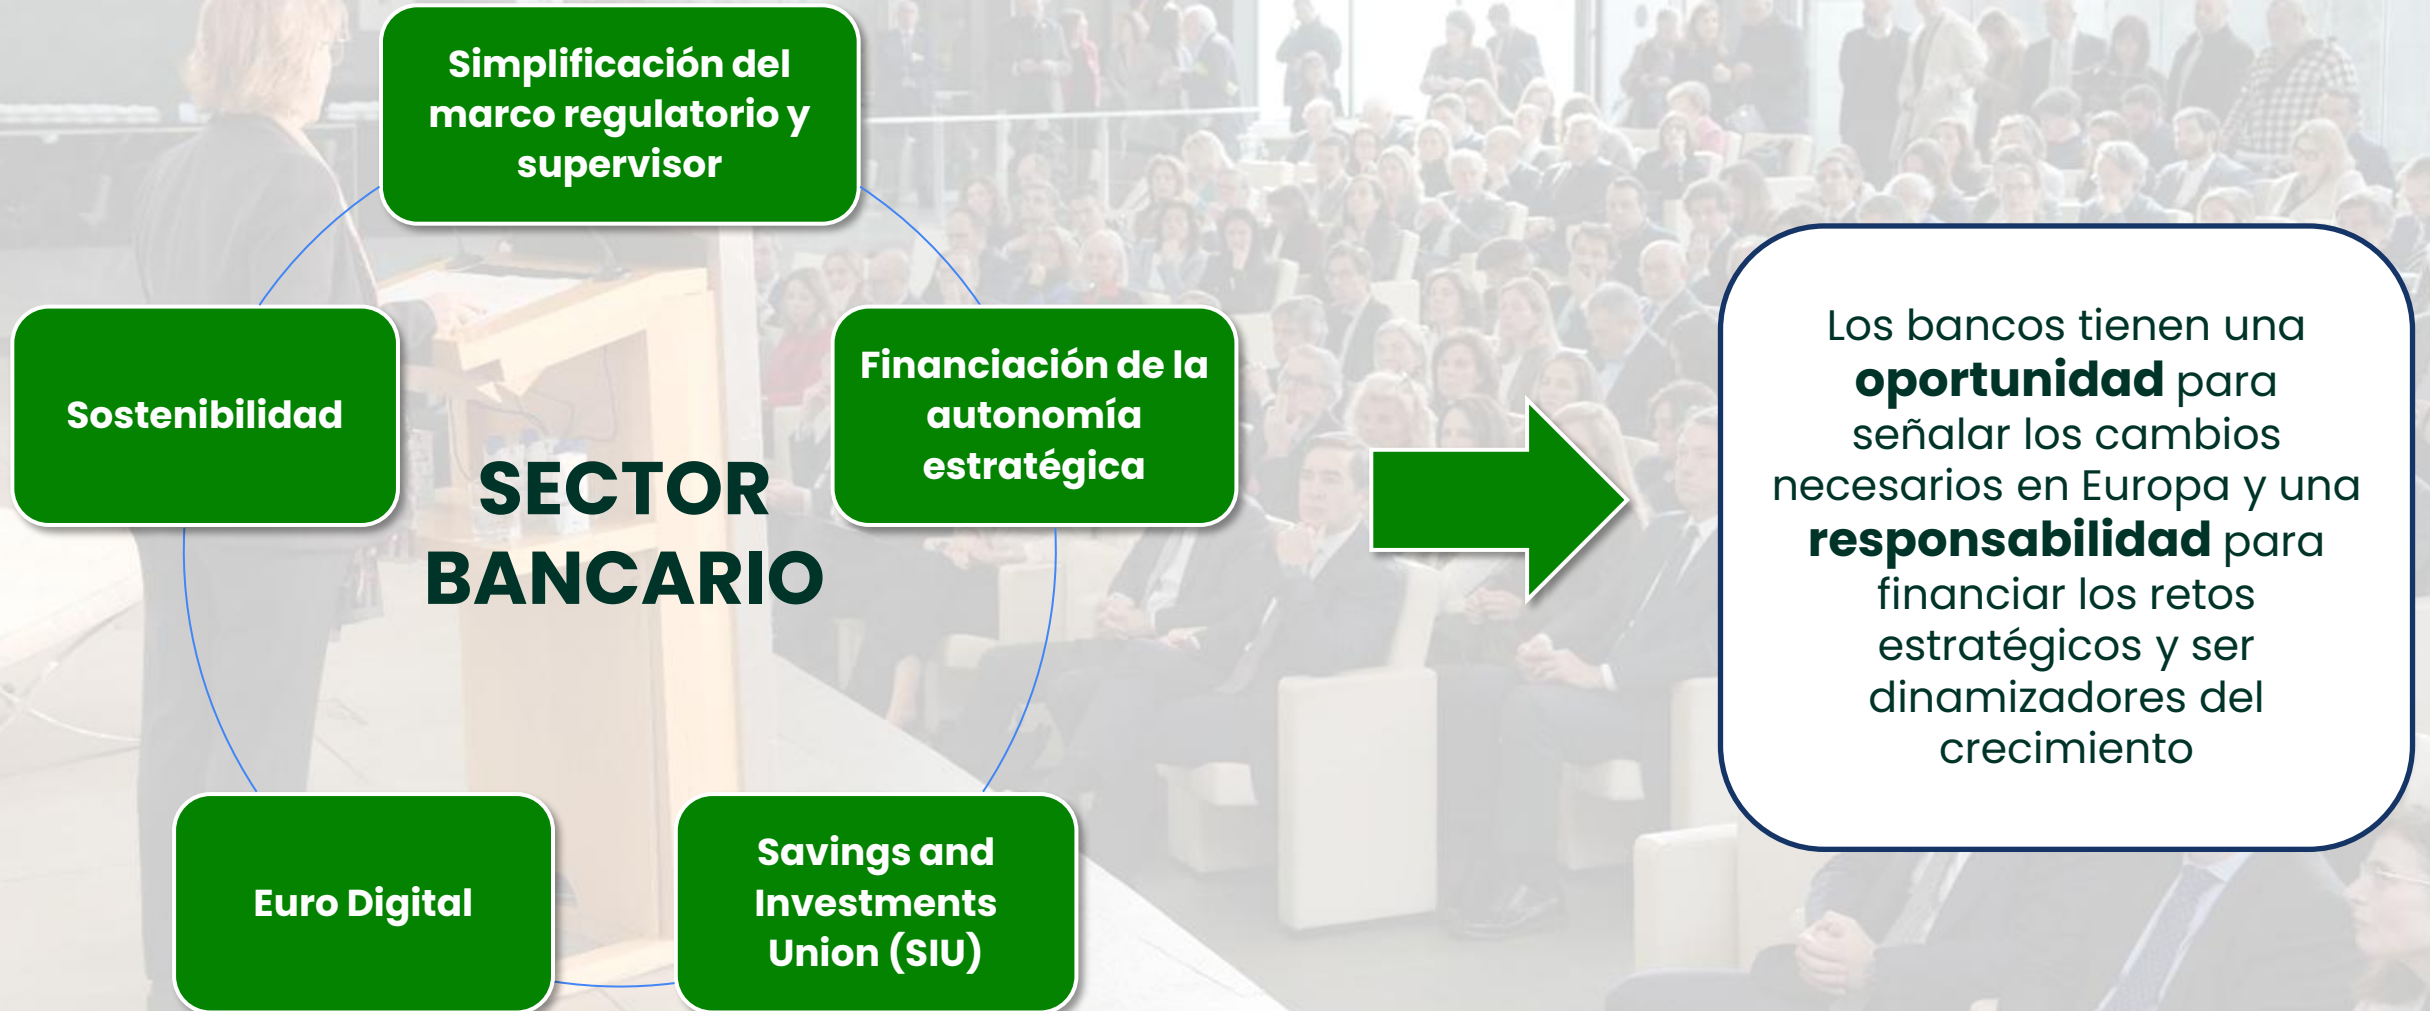 Simplificación del
marco regulatorio y
supervisor
Financiación de la
autonomía
estratégica
Savings and
Investments
Union (SIU)
Euro Digital
Sostenibilidad
SECTOR
BANCARIO
Los bancos tienen una
oportunidad para
señalar los cambios
necesarios en Europa y una
responsabilidad para
financiar los retos
estratégicos y ser
dinamizadores del
crecimiento